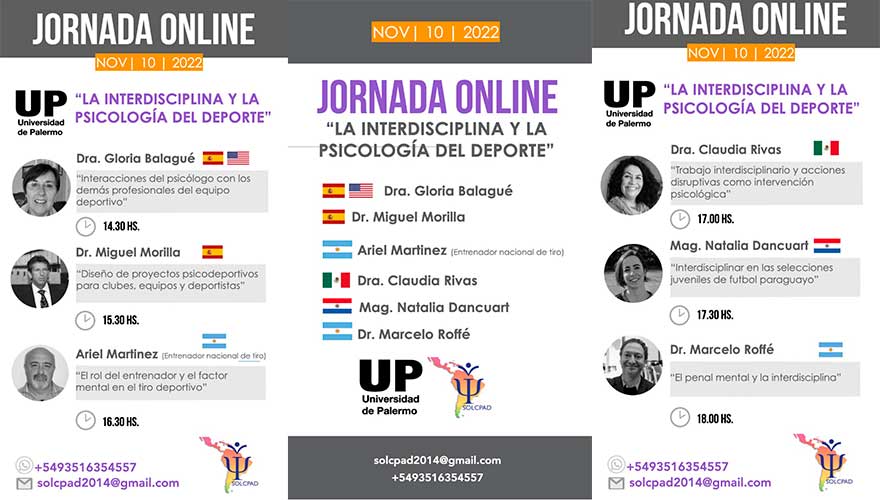 JORNADA ONLINE
NOV| 10 | 2022
UP
Universidad
de Palermo
“LA INTERDISCIPLINA Y LA
PSICOLOGÍA DEL DEPORTE”
Dra. Gloria Balagué
“Interacciones del psicólogo con los
demás profesionales del equipo
deportivo”
14.30 HS.
Dr. Miguel Morilla
“Diseño de proyectos psicodeportivos
para clubes, equipos y deportistas”
15.30 HS.
Ariel Martinez (Entrenador nacional de tiro)
“El rol del entrenador y el factor
mental en el tiro deportivo”
16.30 HS.
+5493516354557
solcpad2014@gmail.com
SOLCPAD
NOV| 10 | 2022
JORNADA ONLINE
“LA INTERDISCIPLINA Y LA
PSICOLOGÍA DEL DEPORTE”
Dra. Gloria Balagué
Dr. Miguel Morilla
Ariel Martinez (Entrenador nacional de tiro)
Dra. Claudia Rivas
Mag. Natalia Dancuart
Dr. Marcelo Roffé
UP
Universidad
de Palermo
SOLCPAD
solcpad2014@gmail.com
+5493516354557
JORNADA ONLINE
NOV| 10 | 2022
UP
Universidad
de Palermo
“LA INTERDISCIPLINA Y LA
PSICOLOGÍA DEL DEPORTE”
Dra. Claudia Rivas
“Trabajo interdisciplinario y acciones
disruptivas como intervención
psicológica”
17.00 HS.
Mag. Natalia Dancuart
“Interdisciplinar en las selecciones
juveniles de futbol paraguayo”
17.30 HS.
Dr. Marcelo Roffé
“El penal mental y la interdisciplina”
18.00 HS.
+5493516354557
solcpad2014@gmail.com
SOLCPAD